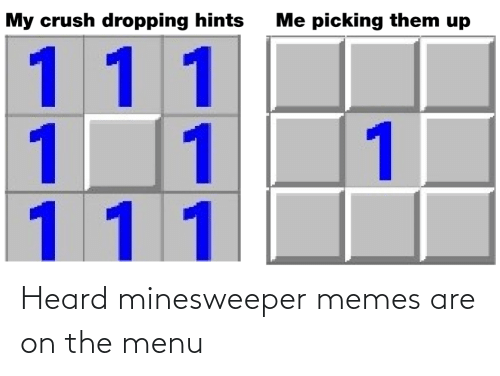 My crush dropping hints
Me picking them up
1 1 1
1 1
1 1 1
1
Heard minesweeper memes are
on the menu